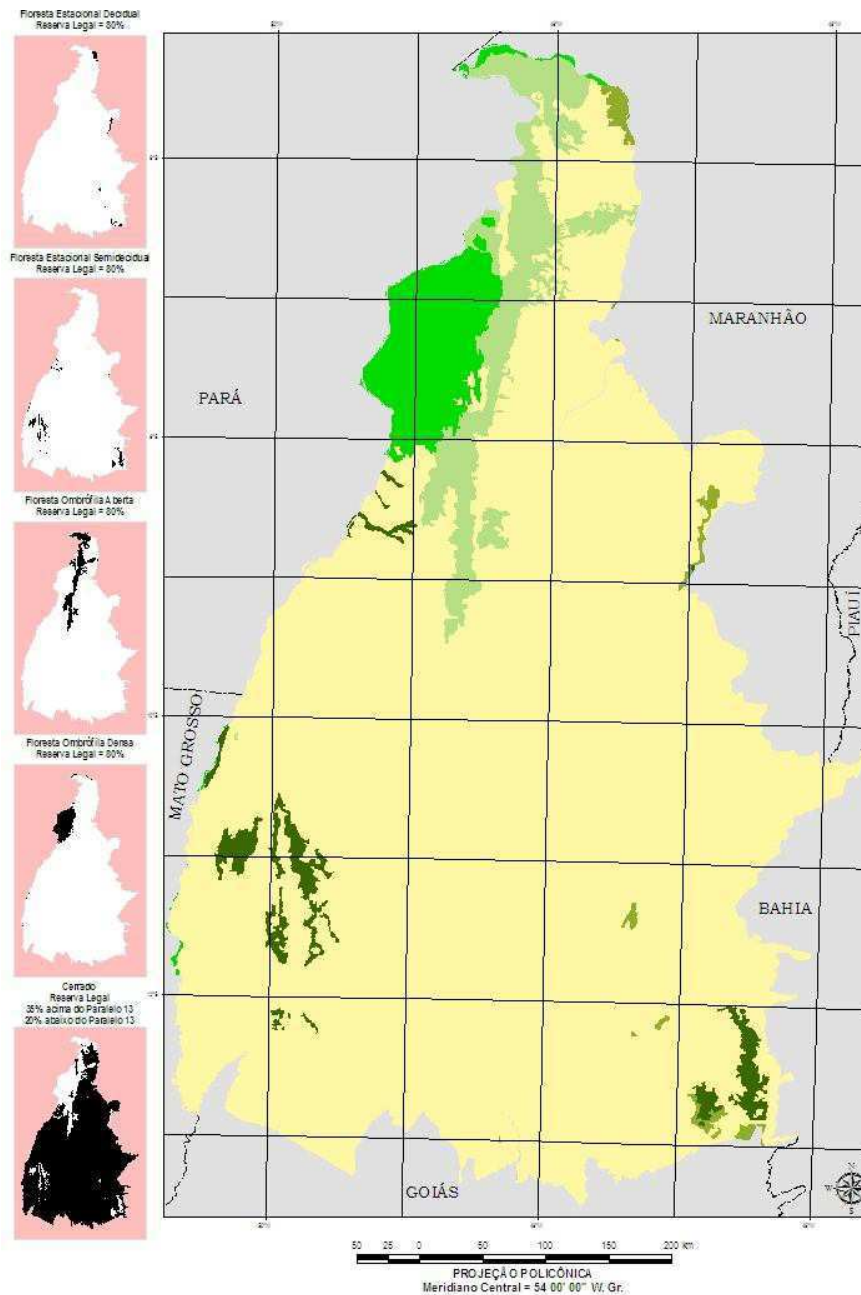 Floresta Estacional Decidual
Reserva Legal = 80%
Floresta Estacional Semidecidual
Reserva Legal = 80%
Floresta Ombrófila Aberta
Reserva Legal = 80%
Floresta Ombrófila Densa
Reserva Legal = 80%
Cerrado
Reserva Legal
35% acima do Paralelo 13
20% abaixo do Paralelo 13
MARANHÃO
PARÁ
PIAUÍ
MATO GROSSO
BAHIA
GOIÁS
N
W
S
50 25 0 50 100 150 200 km
PROJEÇÃO POLICÔNICA
Meridiano Central = 54 00' 00" W. Gr.